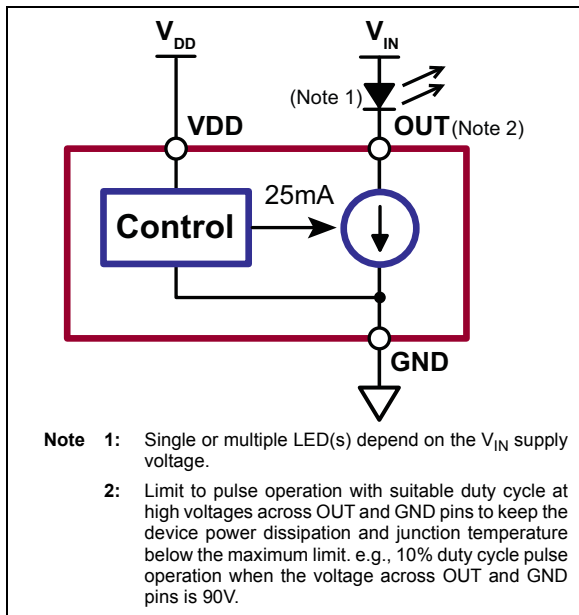 V_DD V_IN
(Note 1)
VDD OUT (Note 2)
25mA
Control
GND
Note 1: Single or multiple LED(s) depend on the V_IN supply
voltage.
2: Limit to pulse operation with suitable duty cycle at
high voltages across OUT and GND pins to keep the
device power dissipation and junction temperature
below the maximum limit. e.g., 10% duty cycle pulse
operation when the voltage across OUT and GND
pins is 90V.